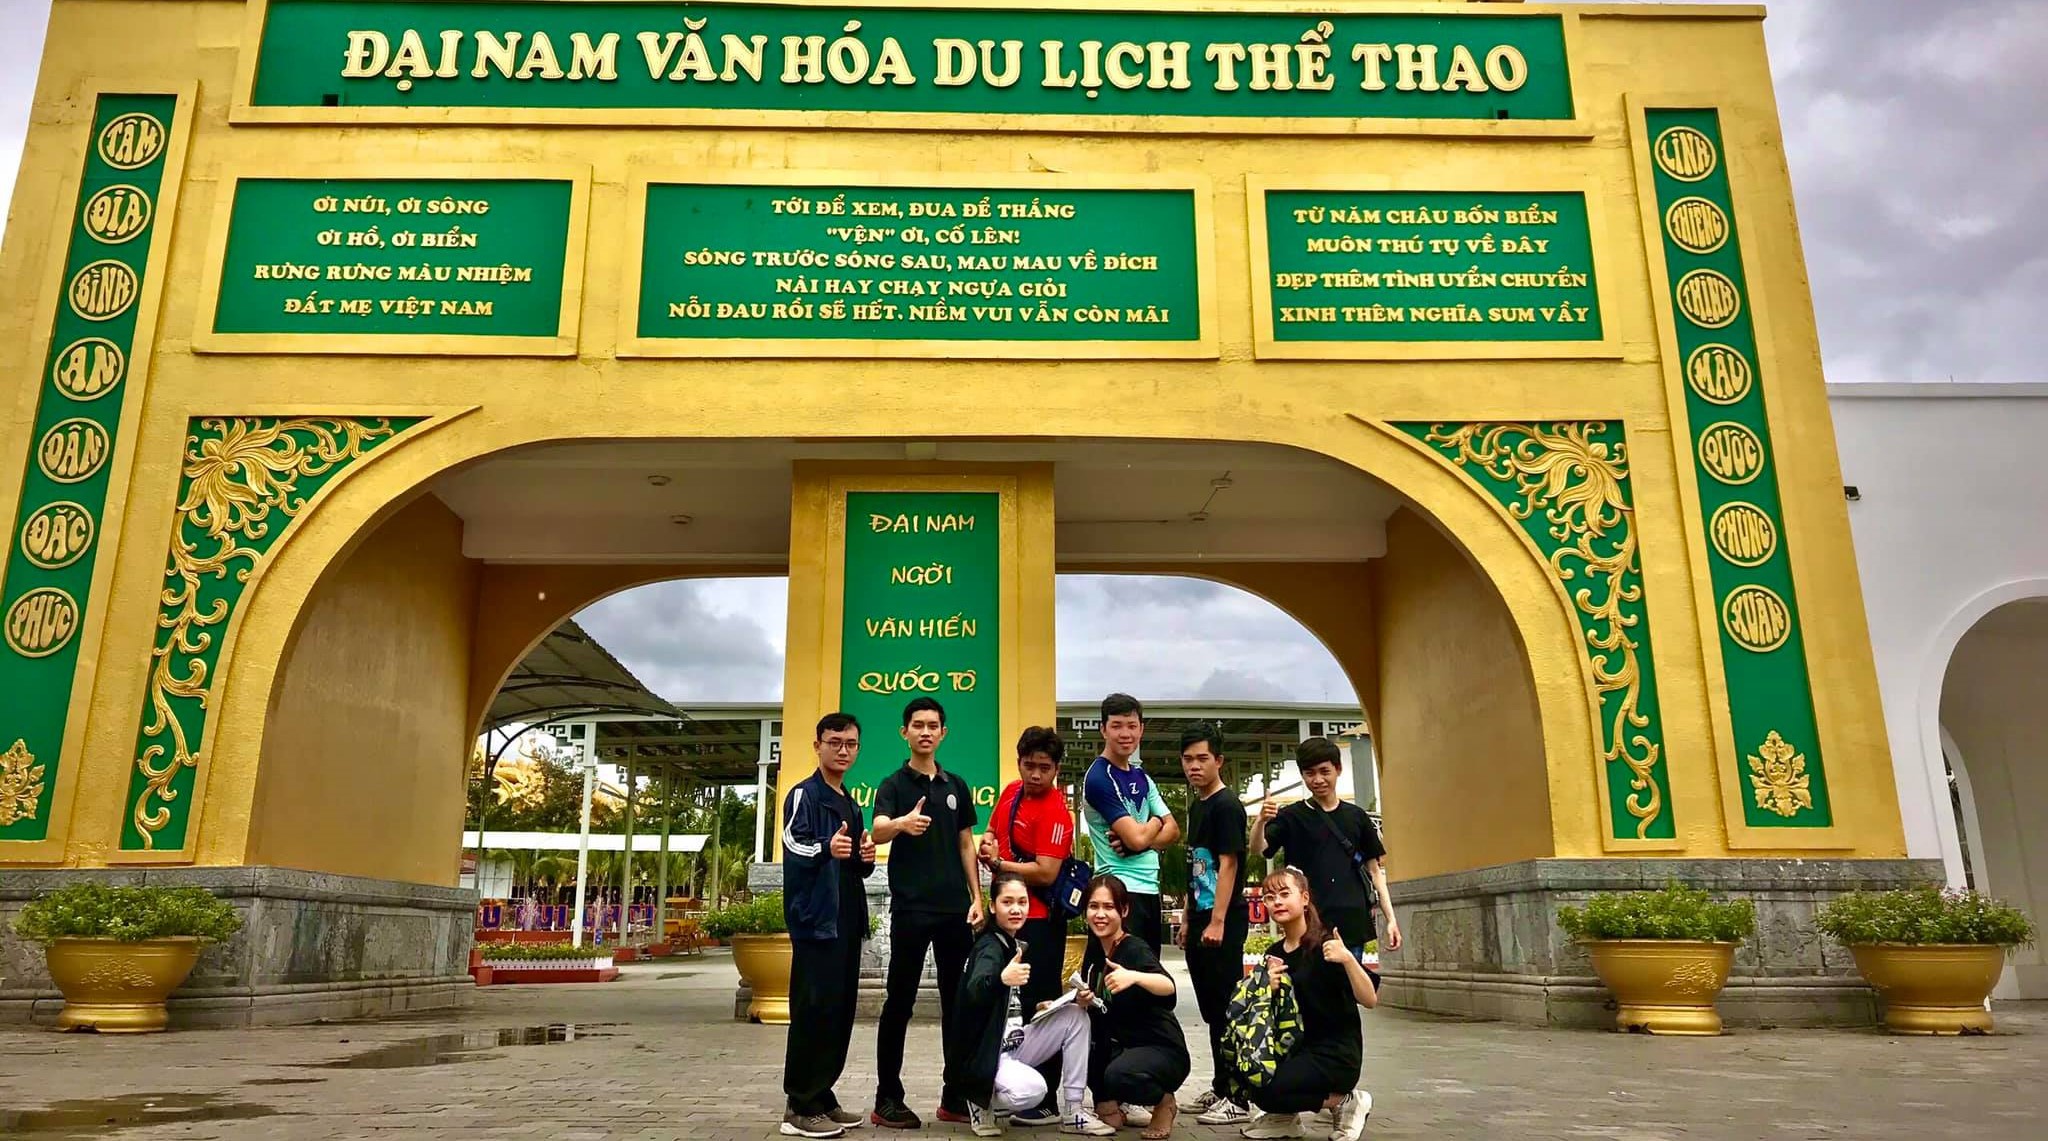 ĐẠI NAM VĂN HÓA DU LỊCH THỂ THAO
TÂM
ĐỊA
BÌNH
AN
DÂN
ĐẮC
PHÚC
ƠI NÚI, ƠI SÔNG
ƠI HỒ, ƠI BIỂN
RƯNG RƯNG MÀU NHIỆM
ĐẤT MẸ VIỆT NAM
TỚI ĐỂ XEM, ĐUA ĐỂ THẮNG
"VỆN" ƠI, CỐ LÊN!
SÓNG TRƯỚC SÓNG SAU, MAU MAU VỀ ĐÍCH
NÀI HAY CHẠY NGỰA GIỎI
NỖI ĐAU RỒI SẼ HẾT. NIỀM VUI VẪN CÒN MÃI
TỪ NĂM CHÂU BỐN BIỂN
MUÔN THÚ TỤ VỀ ĐÂY
ĐẸP THÊM TÌNH UYỂN CHUYỂN
XINH THÊM NGHĨA SUM VẦY
LINH
THIÊNG
THỊNH
MẬU
QUỐC
PHÙNG
XUÂN
ĐẠI NAM
NGỜI
VĂN HIẾN
QUỐC TỘ